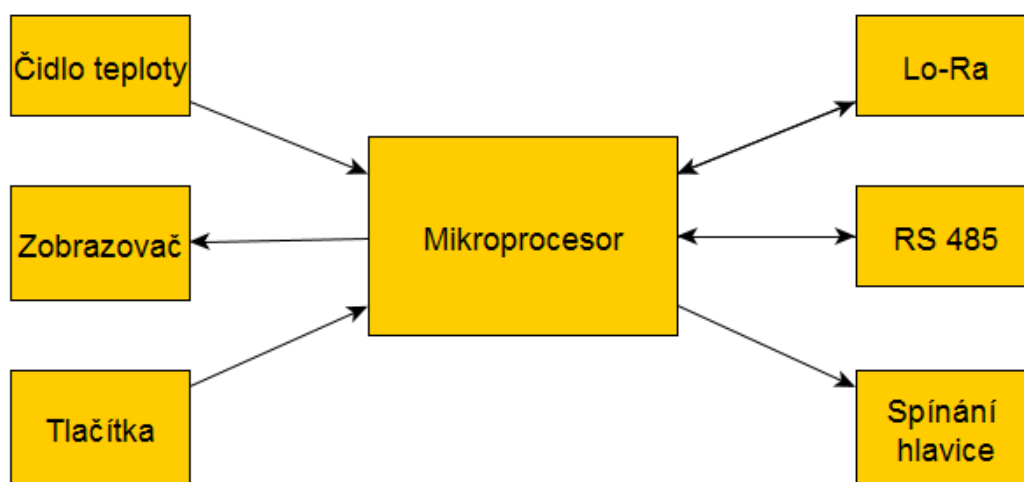 Čidlo teploty
Lo-Ra
Mikroprocesor
Zobrazovač
RS 485
Tlačítka
Spínání
hlavice